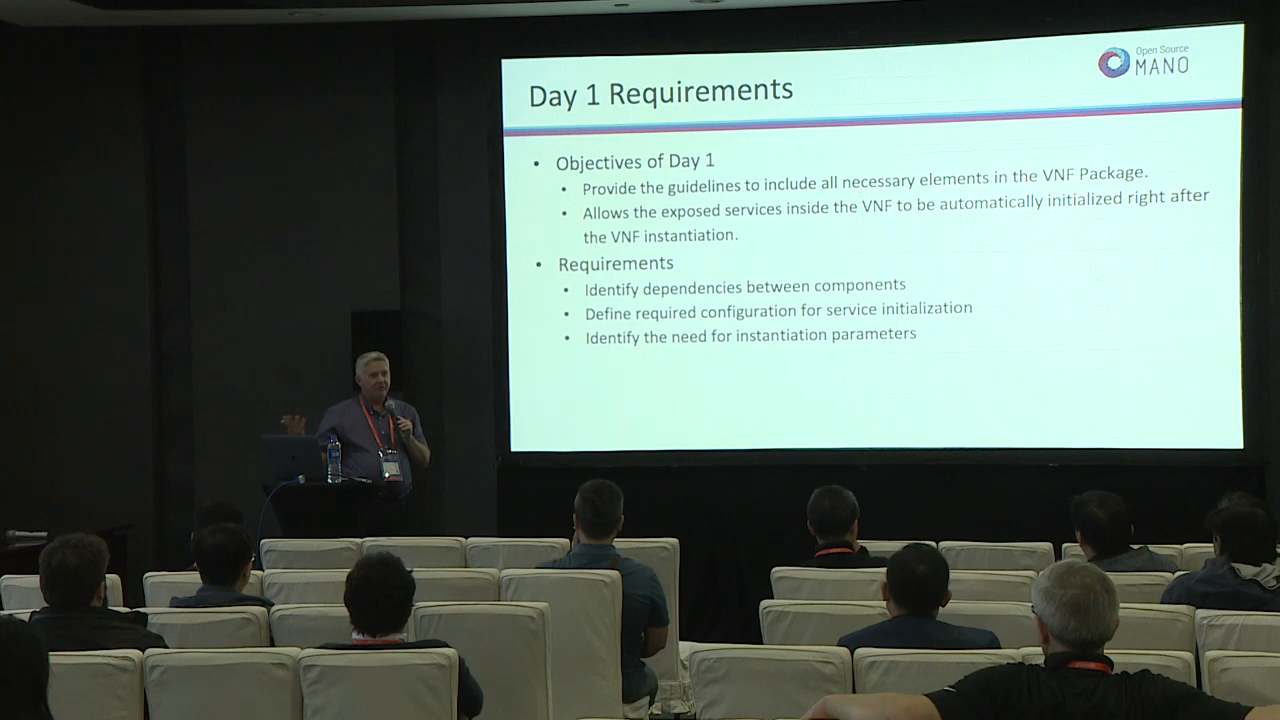 Open Source
MANO
Day 1 Requirements
• Objectives of Day 1
• Provide the guidelines to include all necessary elements in the VNF Package.
• Allows the exposed services inside the VNF to be automatically initialized right after
the VNF instantiation.
• Requirements
• Identify dependencies between components
• Define required configuration for service initialization
• Identify the need for instantiation parameters